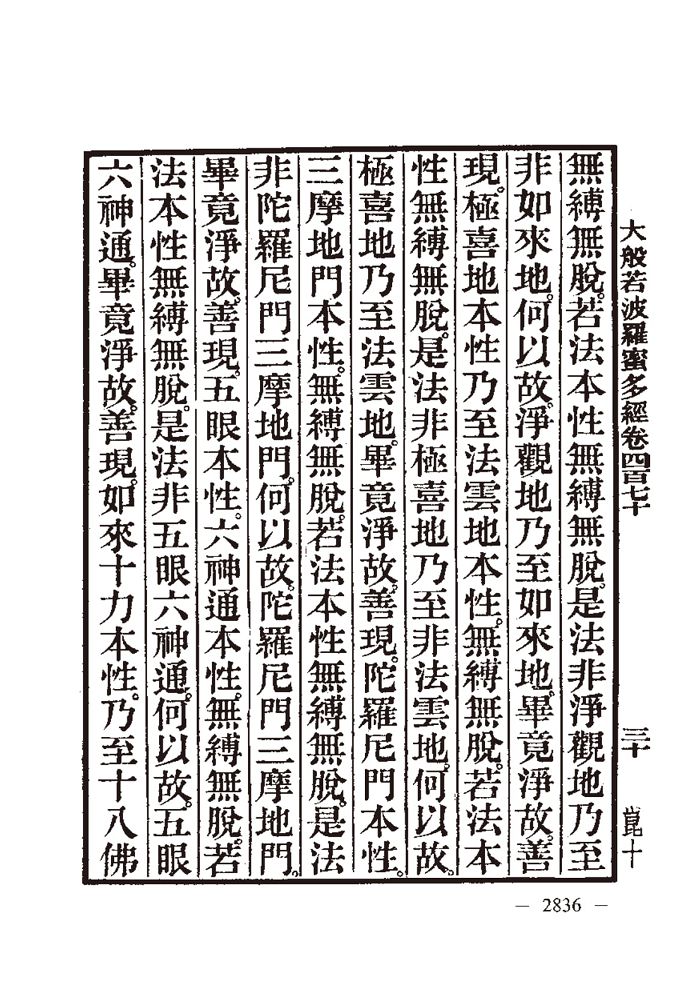 大般若波羅蜜多經卷四百七十　三十　崑十
無縛無脫。若法本性無縛無脫。是法非淨觀地乃至
非如來地。何以故。淨觀地乃至如來地。畢竟淨故。善
現。極喜地本性乃至法雲地本性。無縛無脫。若法本
性無縛無脫。是法非極喜地乃至非法雲地。何以故。
極喜地乃至法雲地。畢竟淨故。善現。陀羅尼門本性。
三摩地門本性。無縛無脫。若法本性無縛無脫。是法
非陀羅尼門三摩地門。何以故。陀羅尼門三摩地門。
畢竟淨故。善現。五眼本性。六神通本性。無縛無脫。若
法本性無縛無脫。是法非五眼六神通。何以故。五眼
六神通。畢竟淨故。善現。如來十力本性。乃至十八佛
— 2836 —